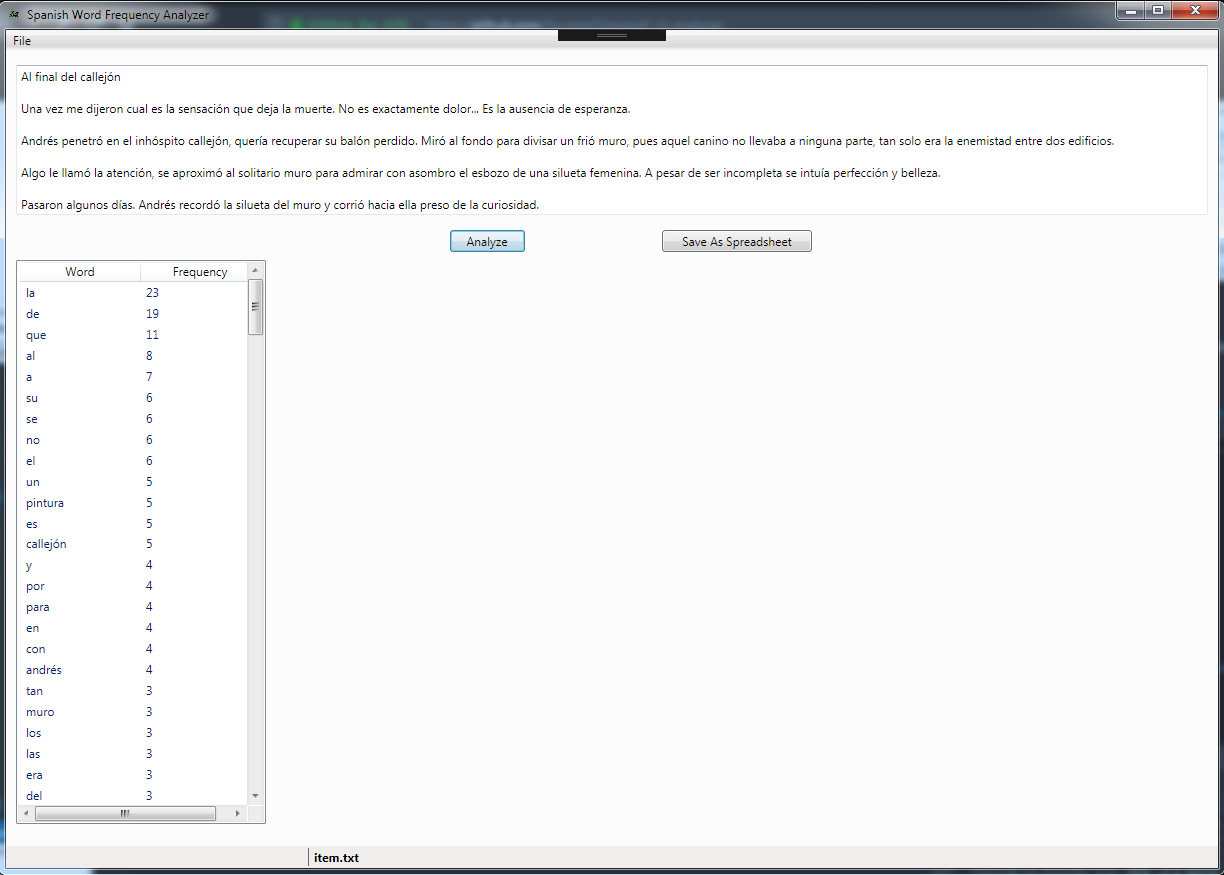 Spanish Word Frequency Analyzer
File
Al final del callejón
Una vez me dijeron cual es la sensación que deja la muerte. No es exactamente dolor... Es la ausencia de esperanza.
Andrés penetró en el inhóspito callejón, quería recuperar su balón perdido. Miró al fondo para divisar un frió muro, pues aquel canino no llevaba a ninguna parte, tan solo era la enemistad entre dos edificios.
Algo le llamó la atención, se aproximó al solitario muro para admirar con asombro el esbozo de una silueta femenina. A pesar de ser incompleta se intuía perfección y belleza.
Pasaron algunos días. Andrés recordó la silueta del muro y corrió hacia ella preso de la curiosidad.
Analyze Save As Spreadsheet
Word Frequency
la 23
de 19
que 11
al 8
a 7
su 6
se 6
no 6
el 6
un 5
pintura 5
es 5
callejón 5
y 4
por 4
para 4
en 4
con 4
andrés 4
tan 3
muro 3
los 3
las 3
era 3
del 3
item.txt